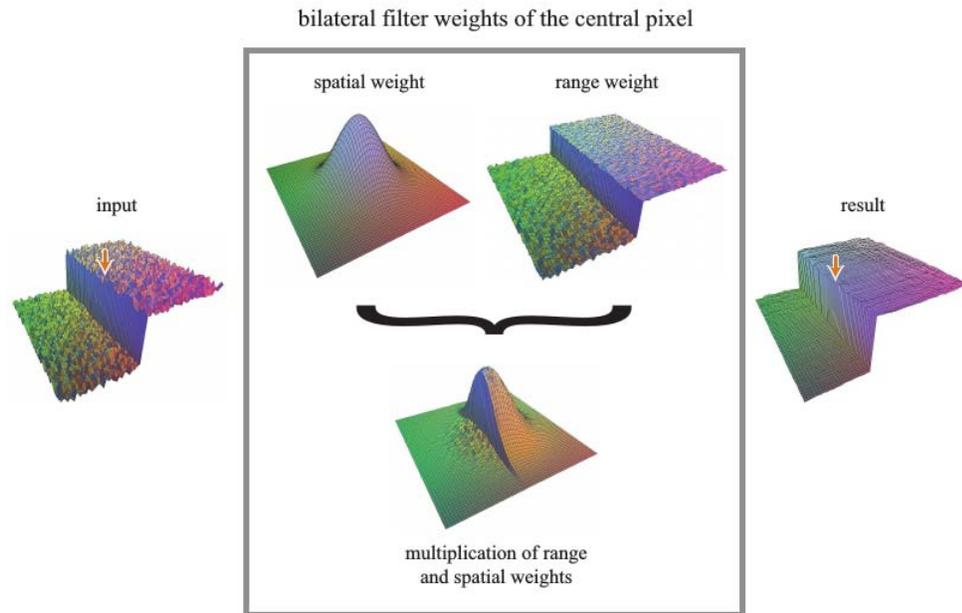 bilateral filter weights of the central pixel
spatial weight
range weight
input
result
multiplication of range
and spatial weights